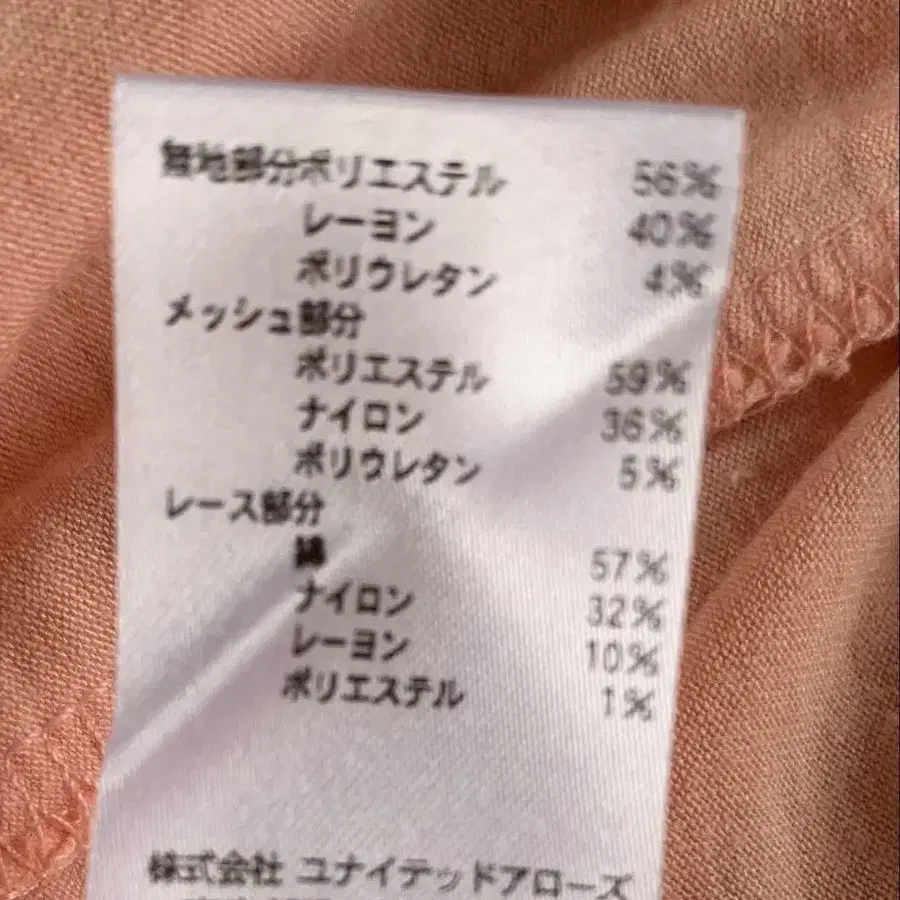 無地部分ポリエステル 56%
レーヨン 40%
ポリウレタン 4%
メッシュ部分
ポリエステル 59%
ナイロン 36%
ポリウレタン 5%
レース部分
綿 57%
ナイロン 32%
レーヨン 10%
ポリエステル 1%
株式会社 ユナイテッドアローズ